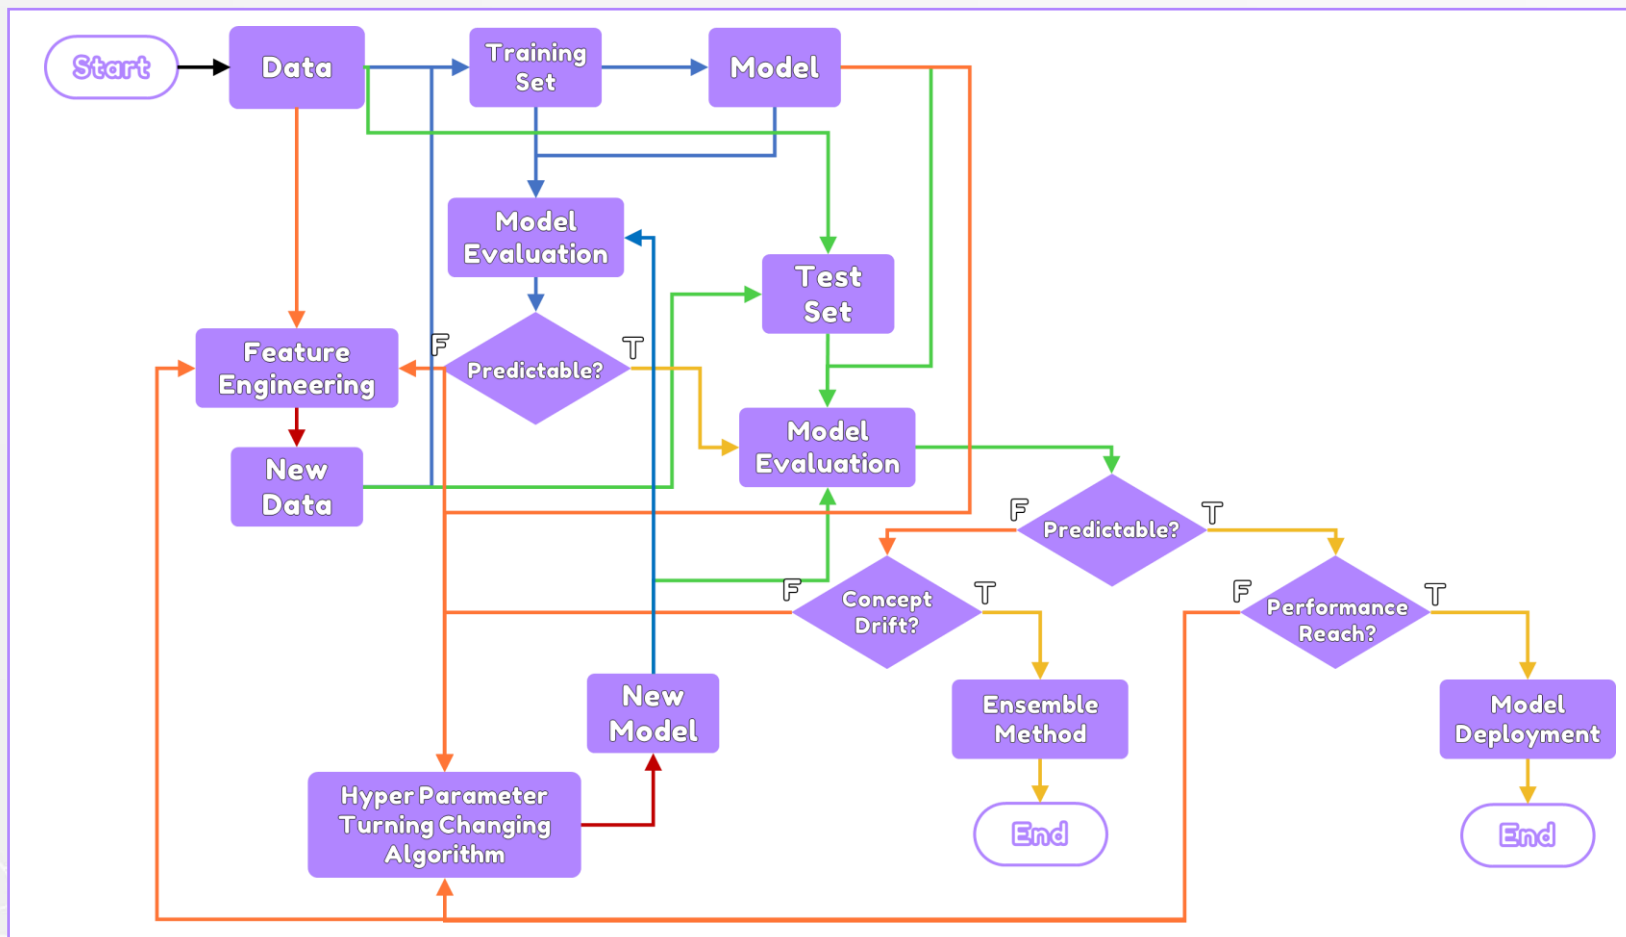 Start
Data
Training
Set
Model
Model
Evaluation
Test
Set
F
Predictable?
T
Feature
Engineering
Model
Evaluation
New
Data
F
Predictable?
T
F
Concept
Drift?
T
F
Performance
Reach?
T
New
Model
Ensemble
Method
Model
Deployment
Hyper Parameter
Turning Changing
Algorithm
End
End